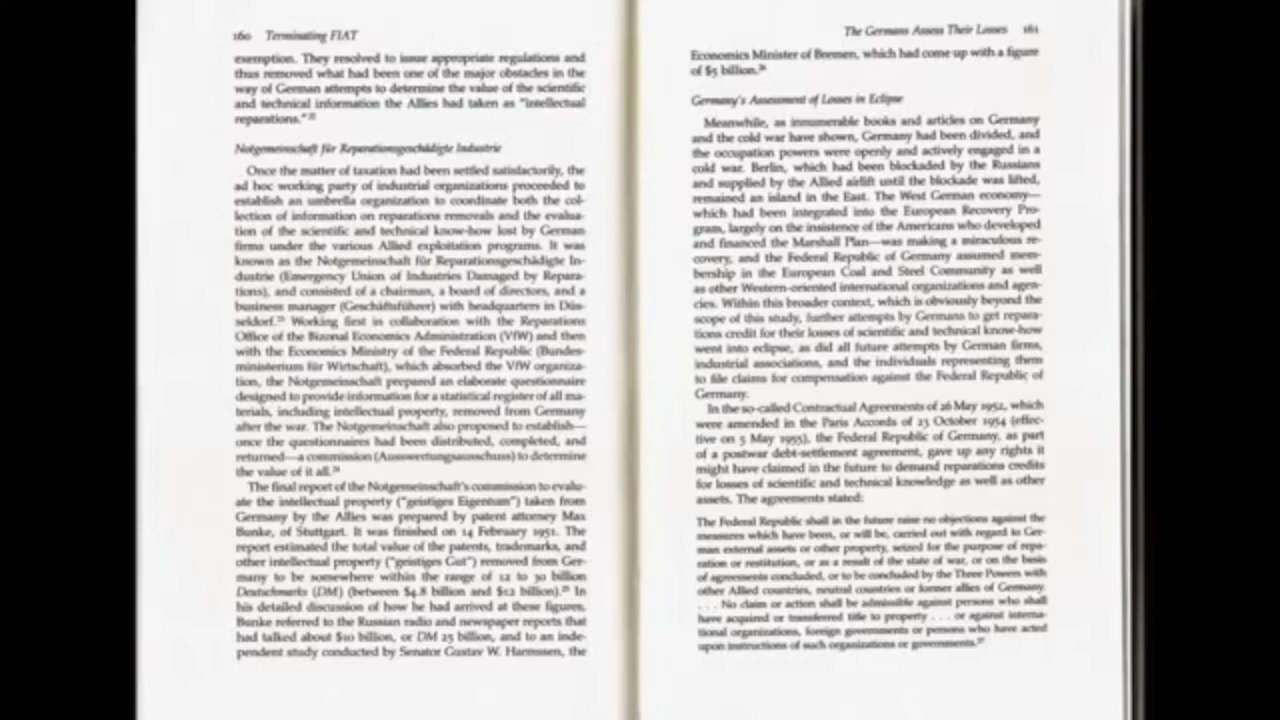 160 Terminating FIAT
exemption. They resolved to issue appropriate regulations and
thus removed what had been one of the major obstacles in the
way of German attempts to determine the value of the scientific
and technical information the Allies had taken as "intellectual
reparations."
Notgemeinschaft für Reparationsgeschädigte Industrie
Once the matter of taxation had been settled satisfactorily, the
ad hoc working party of industrial organizations proceeded to
establish an umbrella organization to coordinate both the col-
lection of information on reparations removals and the evalua-
tion of the scientific and technical know-how lost by German
firms under the various Allied exploitation programs. It was
known as the Notgemeinschaft für Reparationsgeschädigte In-
dustrie (Emergency Union of Industries Damaged by Repara-
tions), and consisted of a chairman, a board of directors, and a
business manager (Geschäftsführer) with headquarters in Düs-
seldorf. Working first in collaboration with the Reparations
Office of the Bizonal Economics Administration (VfW) and then
with the Economics Ministry of the Federal Republic (Bundes-
ministerium für Wirtschaft), which absorbed the VfW organiza-
tion, the Notgemeinschaft prepared an elaborate questionnaire
designed to provide information for a statistical register of all ma-
terials, including intellectual property, removed from Germany
after the war. The Notgemeinschaft also proposed to establish—
once the questionnaires had been distributed, completed, and
returned—a commission (Auswertungsausschuss) to determine
the value of it all.
The final report of the Notgemeinschaft's commission to evalu-
ate the intellectual property ("geistiges Eigentum") taken from
Germany by the Allies was prepared by patent attorney Max
Bunke, of Stuttgart. It was finished on 14 February 1951. The
report estimated the total value of the patents, trademarks, and
other intellectual property ("geistiges Gut") removed from Ger-
many to be somewhere within the range of 12 to 30 billion
Deutschmarks (DM) (between $4.8 billion and $12 billion). In
his detailed discussion of how he had arrived at these figures,
Bunke referred to the Russian radio and newspaper reports that
had talked about $10 billion, or DM 25 billion, and to an inde-
pendent study conducted by Senator Gustav W. Harmssen, the
The Germans Assess Their Losses 161
Economics Minister of Bremen, which had come up with a figure
of $5 billion.
Germany's Assessment of Losses in Eclipse
Meanwhile, as innumerable books and articles on Germany
and the cold war have shown, Germany had been divided, and
the occupation powers were openly and actively engaged in a
cold war. Berlin, which had been blockaded by the Russians
and supplied by the Allied airlift until the blockade was lifted,
remained an island in the East. The West German economy—
which had been integrated into the European Recovery Pro-
gram, largely on the insistence of the Americans who developed
and financed the Marshall Plan—was making a miraculous re-
covery, and the Federal Republic of Germany assumed mem-
bership in the European Coal and Steel Community as well
as other Western-oriented international organizations and agen-
cies. Within this broader context, which is obviously beyond the
scope of this study, further attempts by Germans to get repara-
tions credit for their losses of scientific and technical know-how
went into eclipse, as did all future attempts by German firms,
industrial associations, and the individuals representing them
to file claims for compensation against the Federal Republic of
Germany.
In the so-called Contractual Agreements of 26 May 1952, which
were amended in the Paris Accords of 23 October 1954 (effec-
tive on 5 May 1955), the Federal Republic of Germany, as part
of a postwar debt-settlement agreement, gave up any rights it
might have claimed in the future to demand reparations credits
for losses of scientific and technical knowledge as well as other
assets. The agreements stated:
The Federal Republic shall in the future raise no objections against the
measures which have been, or will be, carried out with regard to Ger-
man external assets or other property, seized for the purpose of repa-
ration or restitution, or as a result of the state of war, or on the basis
of agreements concluded, or to be concluded by the Three Powers with
other Allied countries, neutral countries or former allies of Germany.
. . . No claim or action shall be admissible against persons who shall
have acquired or transferred title to property . . . or against interna-
tional organizations, foreign governments or persons who have acted
upon instructions of such organizations or governments.